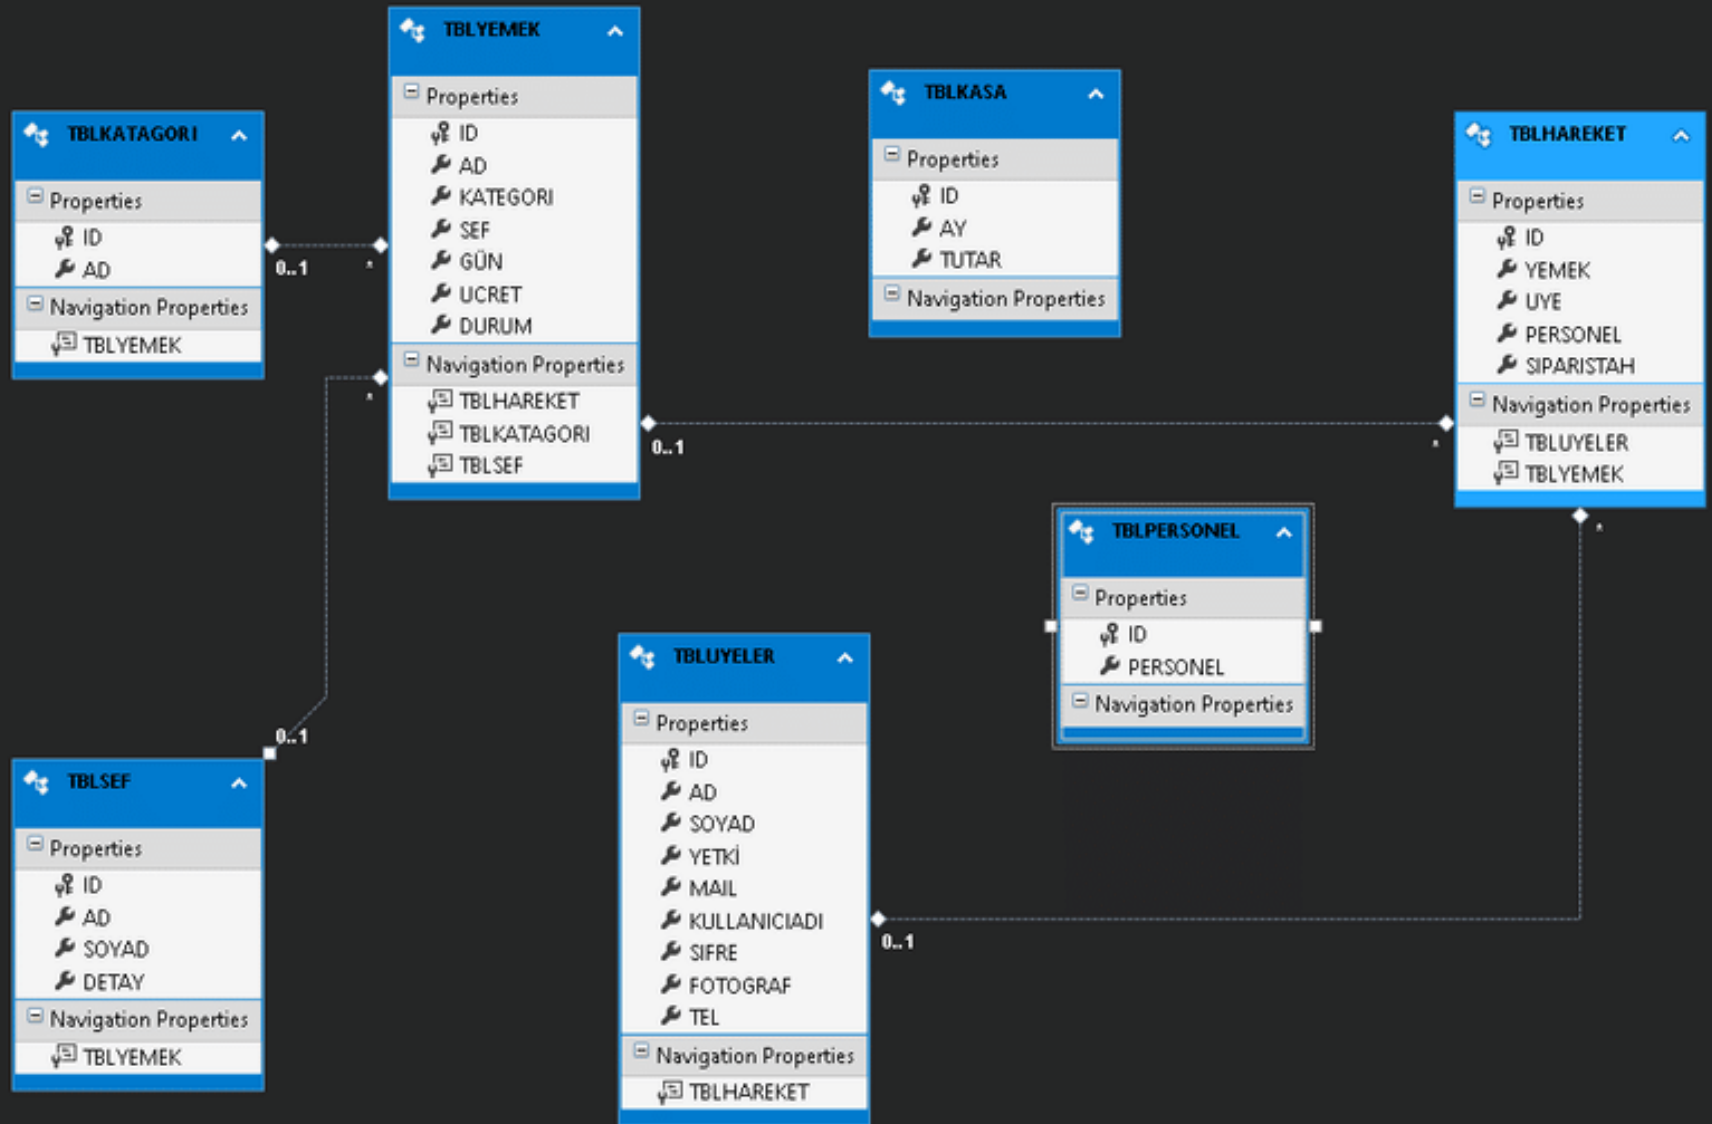 TBLYEMEK
Properties
ID
AD
KATEGORI
SEF
GÜN
UCRET
DURUM
Navigation Properties
TBLHAREKET
TBLKATAGORI
TBLSEF
TBLKATAGORI
Properties
ID
AD
Navigation Properties
TBLYEMEK
0..1
*
*
0..1
*
0..1
TBLKASA
Properties
ID
AY
TUTAR
Navigation Properties
TBLHAREKET
Properties
ID
YEMEK
UYE
PERSONEL
SIPARISTAH
Navigation Properties
TBLUYELER
TBLYEMEK
*
TBLPERSONEL
Properties
ID
PERSONEL
Navigation Properties
TBLUYELER
Properties
ID
AD
SOYAD
YETKİ
MAIL
KULLANICIADI
SIFRE
FOTOGRAF
TEL
Navigation Properties
TBLHAREKET
0..1
TBLSEF
Properties
ID
AD
SOYAD
DETAY
Navigation Properties
TBLYEMEK